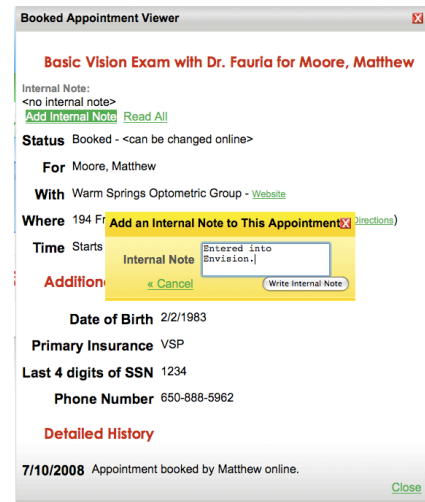 Booked Appointment Viewer
Basic Vision Exam with Dr. Fauria for Moore, Matthew
Internal Note:
<no internal note>
Add Internal Note Read All
Status Booked - <can be changed online>
For Moore, Matthew
With Warm Springs Optometric Group - Website
Where 194 Fr
Directions)
Add an Internal Note to This Appointment
Time Starts
Internal Note Entered into
Envision.
« Cancel Write Internal Note
Date of Birth 2/2/1983
Primary Insurance VSP
Last 4 digits of SSN 1234
Phone Number 650-888-5962
Detailed History
7/10/2008 Appointment booked by Matthew online.
Close